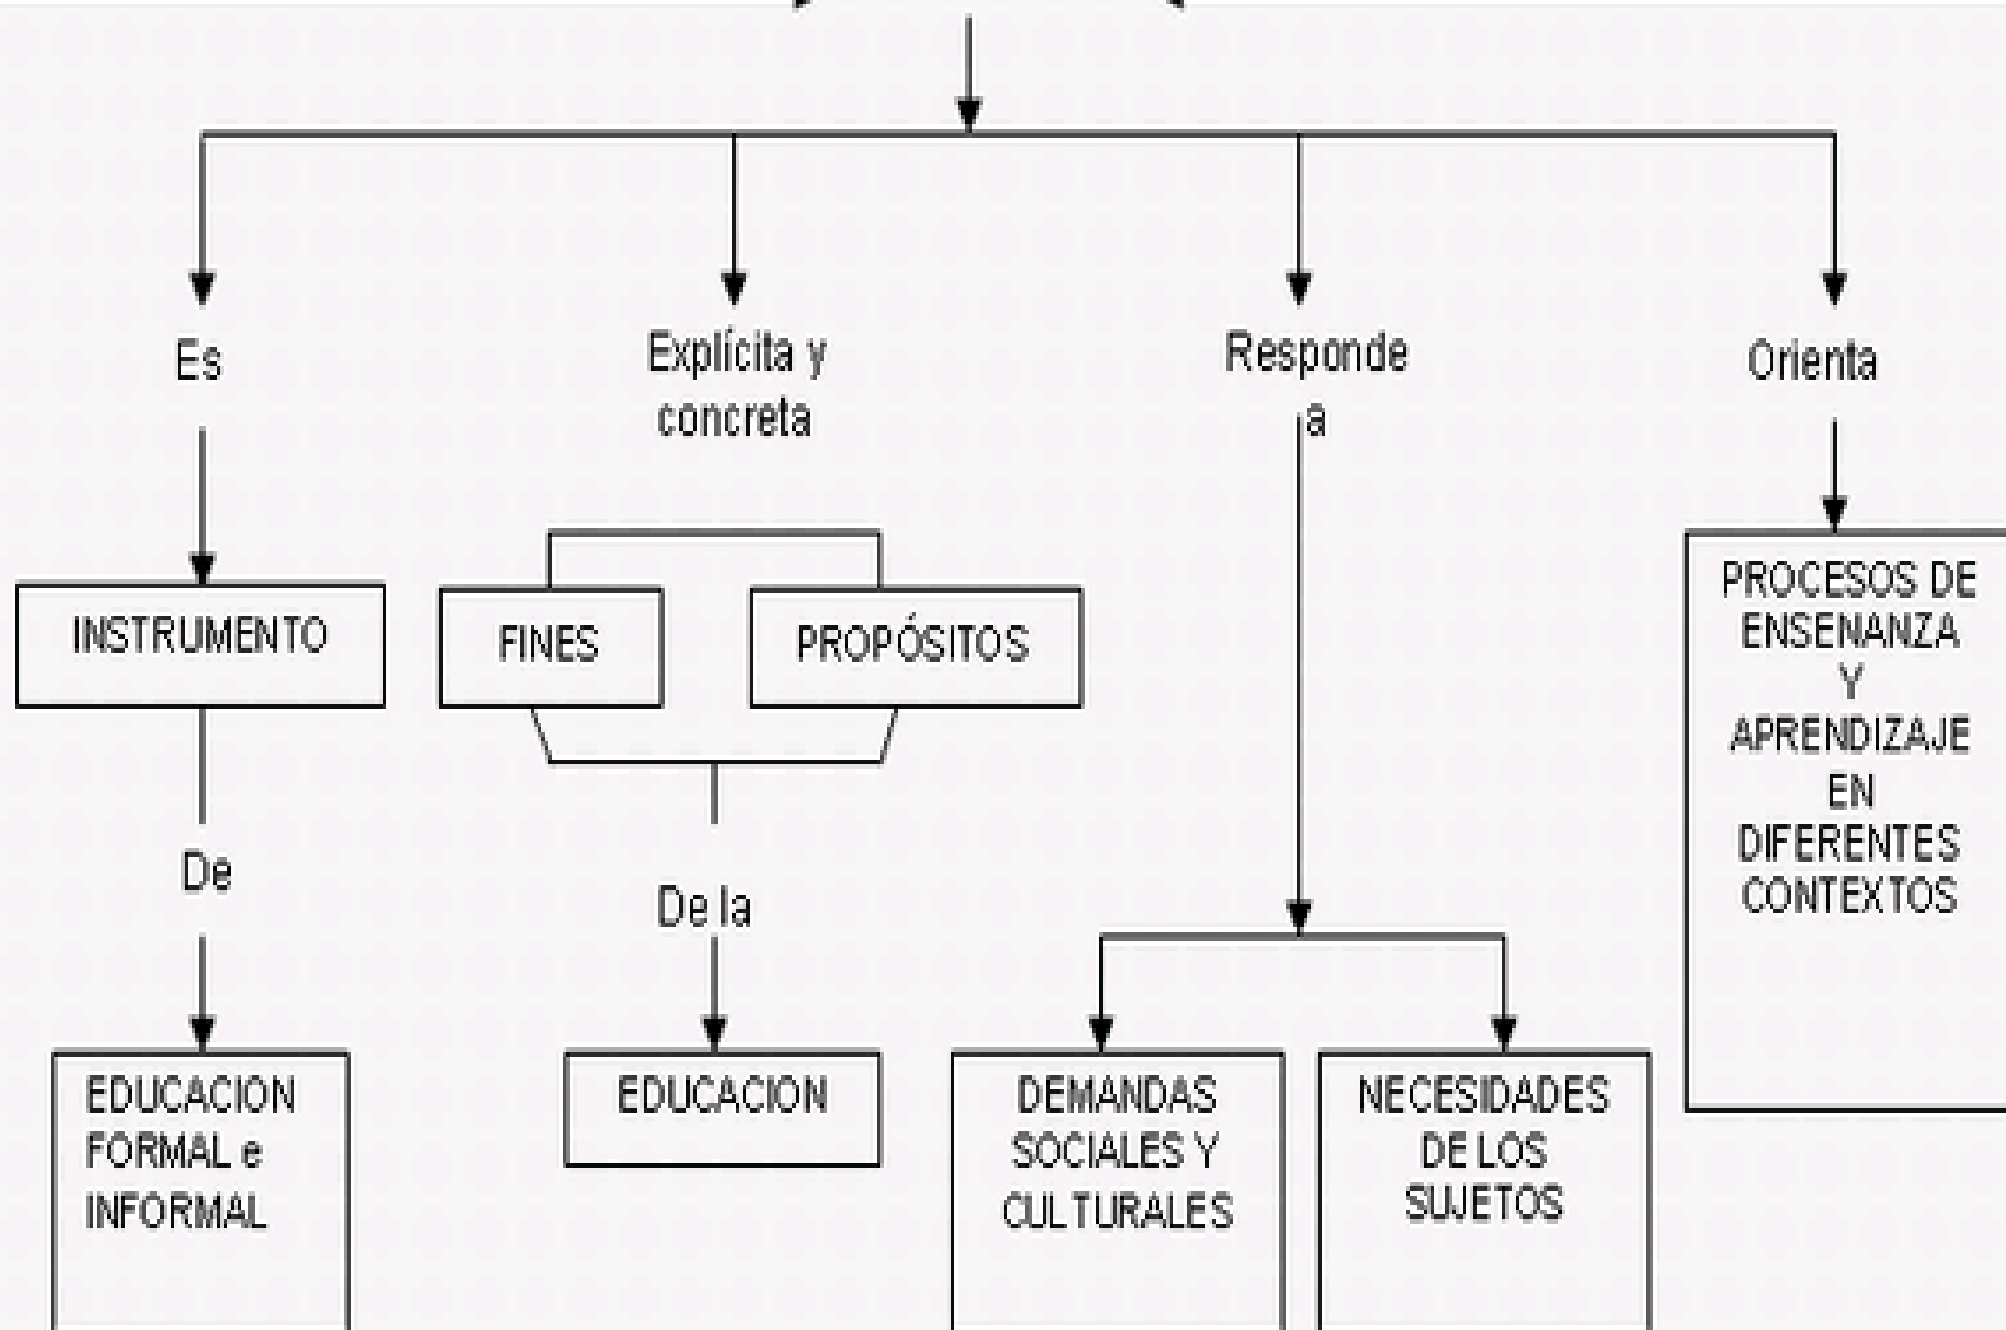 Es
Explícita y
concreta
Responde
a
Orienta
INSTRUMENTO
FINES
PROPÓSITOS
PROCESOS DE
ENSENANZA
Y
APRENDIZAJE
EN
DIFERENTES
CONTEXTOS
De
De la
EDUCACION
FORMAL e
INFORMAL
EDUCACION
DEMANDAS
SOCIALES Y
CULTURALES
NECESIDADES
DE LOS
SUJETOS